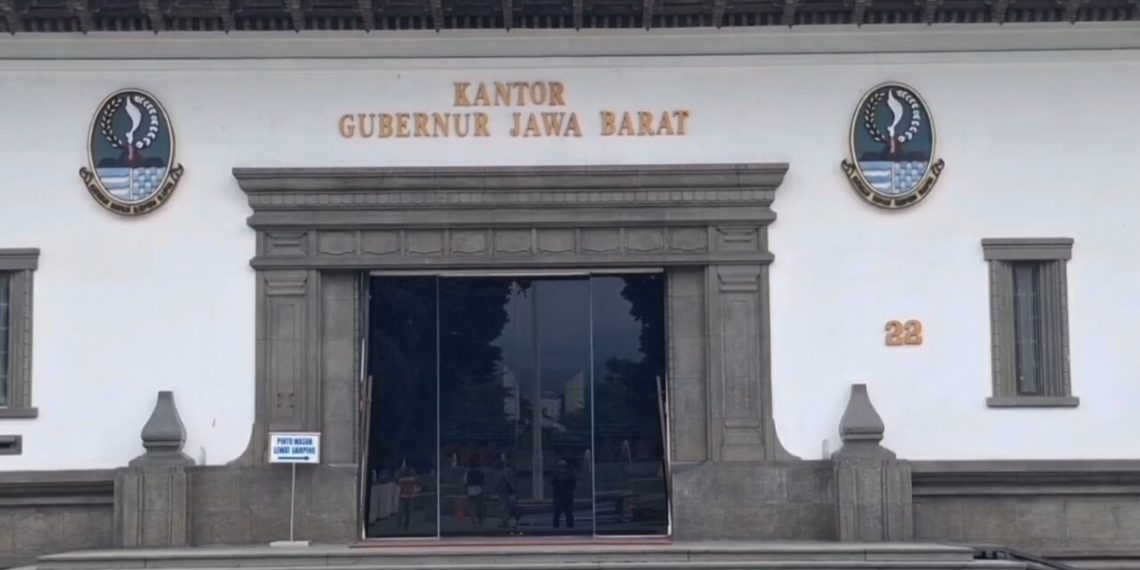 KANTOR
GUBERNUR JAWA BARAT
22
PINTU MASUK
LEWAT SAMPING